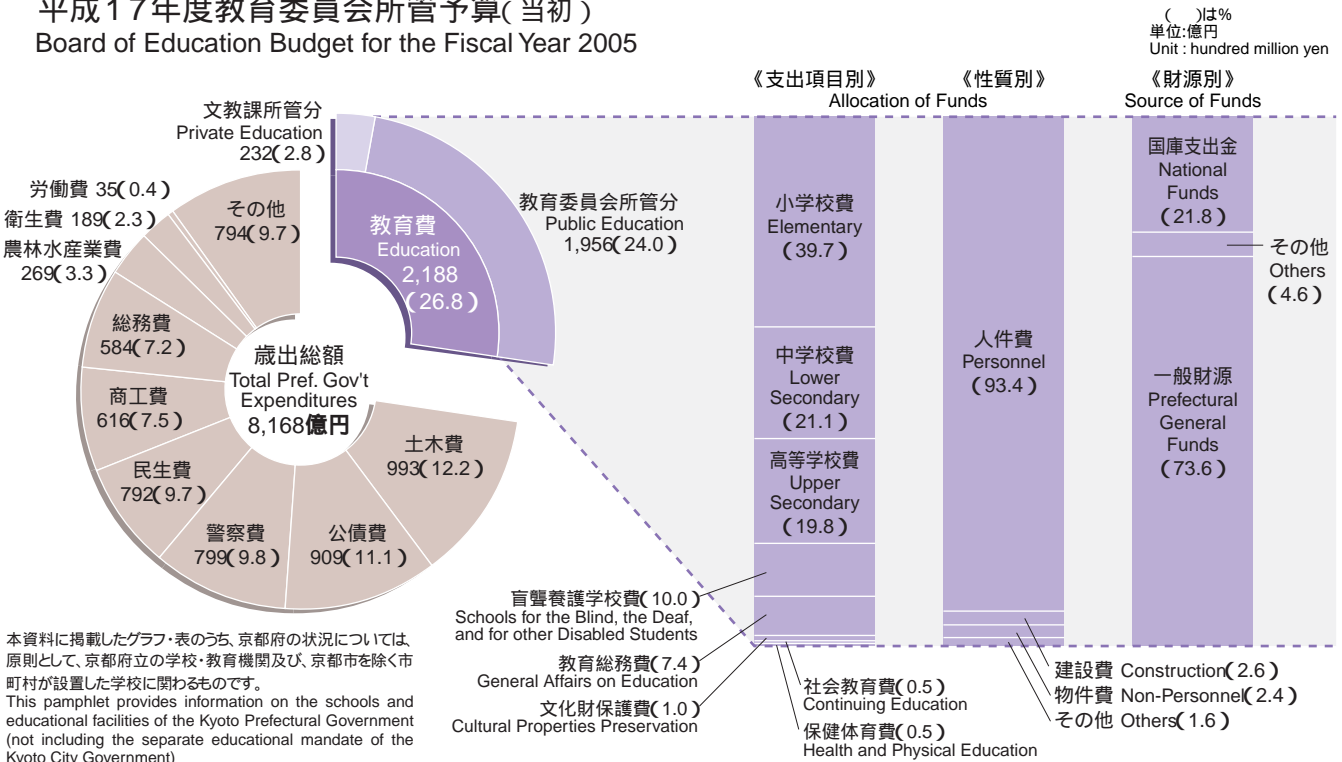 平成17年度教育委員会所管予算(当初)
Board of Education Budget for the Fiscal Year 2005
(　)は%
単位:億円
Unit : hundred million yen
文教課所管分
Private Education
232(2.8)
教育委員会所管分
Public Education
1,956(24.0)
教育費
Education
2,188
(26.8)
労働費 35(0.4)
衛生費 189(2.3)
農林水産業費
269(3.3)
その他
794(9.7)
総務費
584(7.2)
商工費
616(7.5)
民生費
792(9.7)
警察費
799(9.8)
公債費
909(11.1)
土木費
993(12.2)
歳出総額
Total Pref. Gov't
Expenditures
8,168億円
《支出項目別》
《性質別》
Allocation of Funds
《財源別》
Source of Funds
小学校費
Elementary
(39.7)
中学校費
Lower
Secondary
(21.1)
高等学校費
Upper
Secondary
(19.8)
盲聾養護学校費(10.0)
Schools for the Blind, the Deaf,
and for other Disabled Students
教育総務費(7.4)
General Affairs on Education
文化財保護費(1.0)
Cultural Properties Preservation
社会教育費(0.5)
Continuing Education
保健体育費(0.5)
Health and Physical Education
人件費
Personnel
(93.4)
建設費 Construction(2.6)
物件費 Non-Personnel(2.4)
その他 Others(1.6)
国庫支出金
National
Funds
(21.8)
その他
Others
(4.6)
一般財源
Prefectural
General
Funds
(73.6)
本資料に掲載したグラフ・表のうち、京都府の状況については、
原則として、京都府立の学校・教育機関及び、京都市を除く市
町村が設置した学校に関わるものです。
This pamphlet provides information on the schools and
educational facilities of the Kyoto Prefectural Government
(not including the separate educational mandate of the
Kyoto City Government)